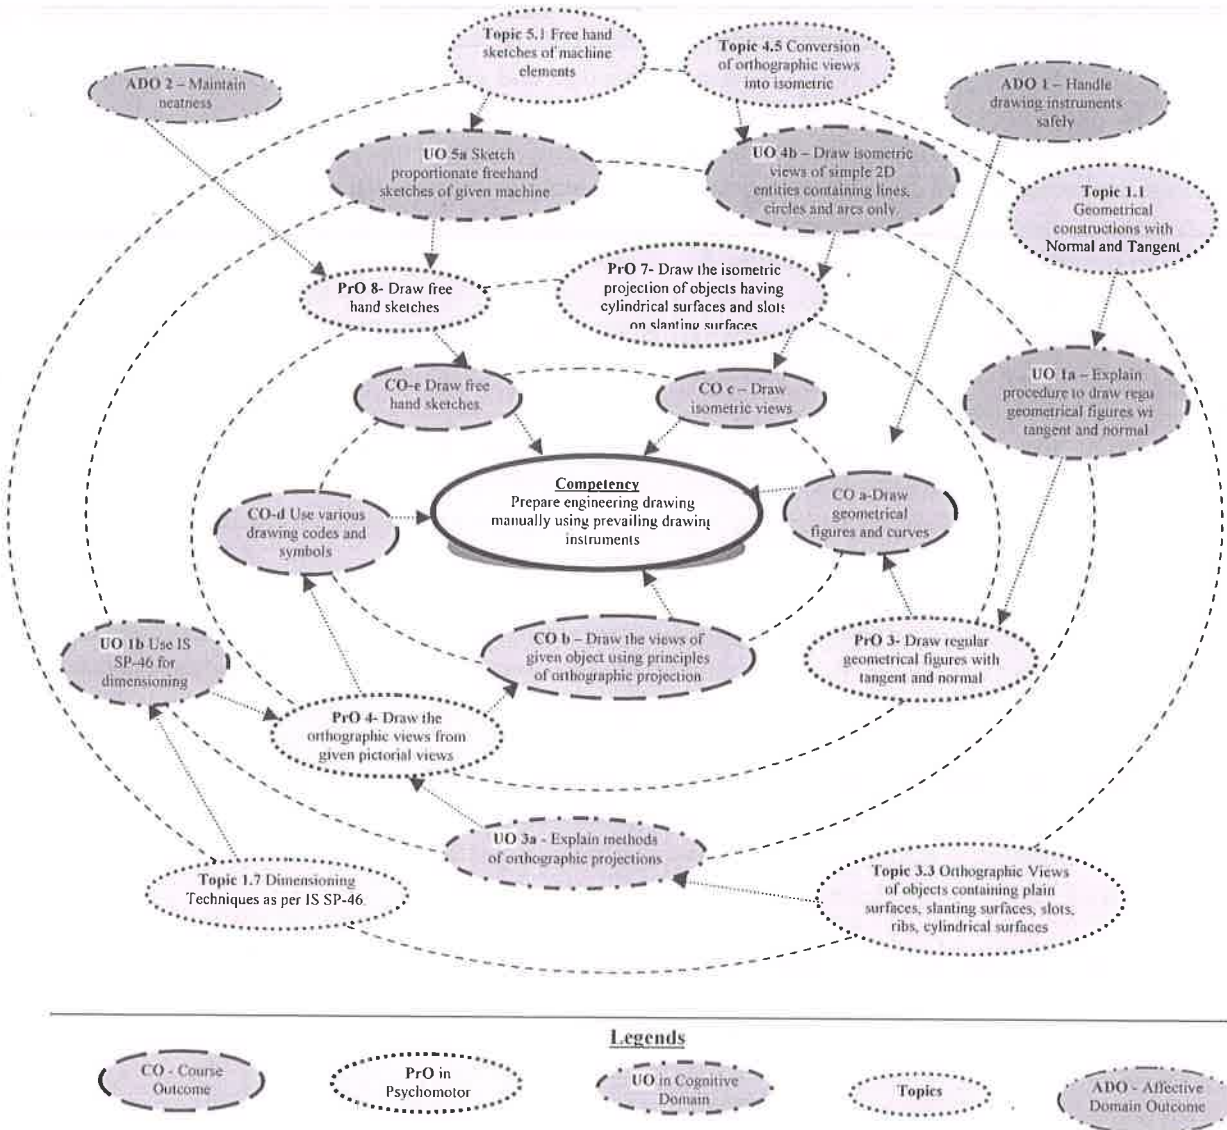 Topic 5.1 Free hand
sketches of machine
elements
Topic 4.5 Conversion
of orthographic views
into isometric
ADO 2 – Maintain
neatness
ADO 1 – Handle
drawing instruments
safely
UO 5a Sketch
proportionate freehand
sketches of given machine
UO 4b – Draw isometric
views of simple 2D
entities containing lines,
circles and arcs only.
Topic 1.1
Geometrical
constructions with
Normal and Tangent
PrO 8- Draw free
hand sketches
PrO 7- Draw the isometric
projection of objects having
cylindrical surfaces and slots
on slanting surfaces
CO-e Draw free
hand sketches.
CO c – Draw
isometric views
UO 1a – Explain
procedure to draw regu
geometrical figures wi
tangent and normal
Competency
Prepare engineering drawing
manually using prevailing drawing
instruments
CO-d Use various
drawing codes and
symbols
CO a-Draw
geometrical
figures and curves
UO 1b Use IS
SP-46 for
dimensioning
CO b – Draw the views of
given object using principles
of orthographic projection
PrO 3- Draw regular
geometrical figures with
tangent and normal
PrO 4- Draw the
orthographic views from
given pictorial views
UO 3a - Explain methods
of orthographic projections
Topic 1.7 Dimensioning
Techniques as per IS SP-46.
Topic 3.3 Orthographic Views
of objects containing plain
surfaces, slanting surfaces, slots,
ribs, cylindrical surfaces
Legends
CO - Course
Outcome
PrO in
Psychomotor
UO in Cognitive
Domain
Topics
ADO - Affective
Domain Outcome